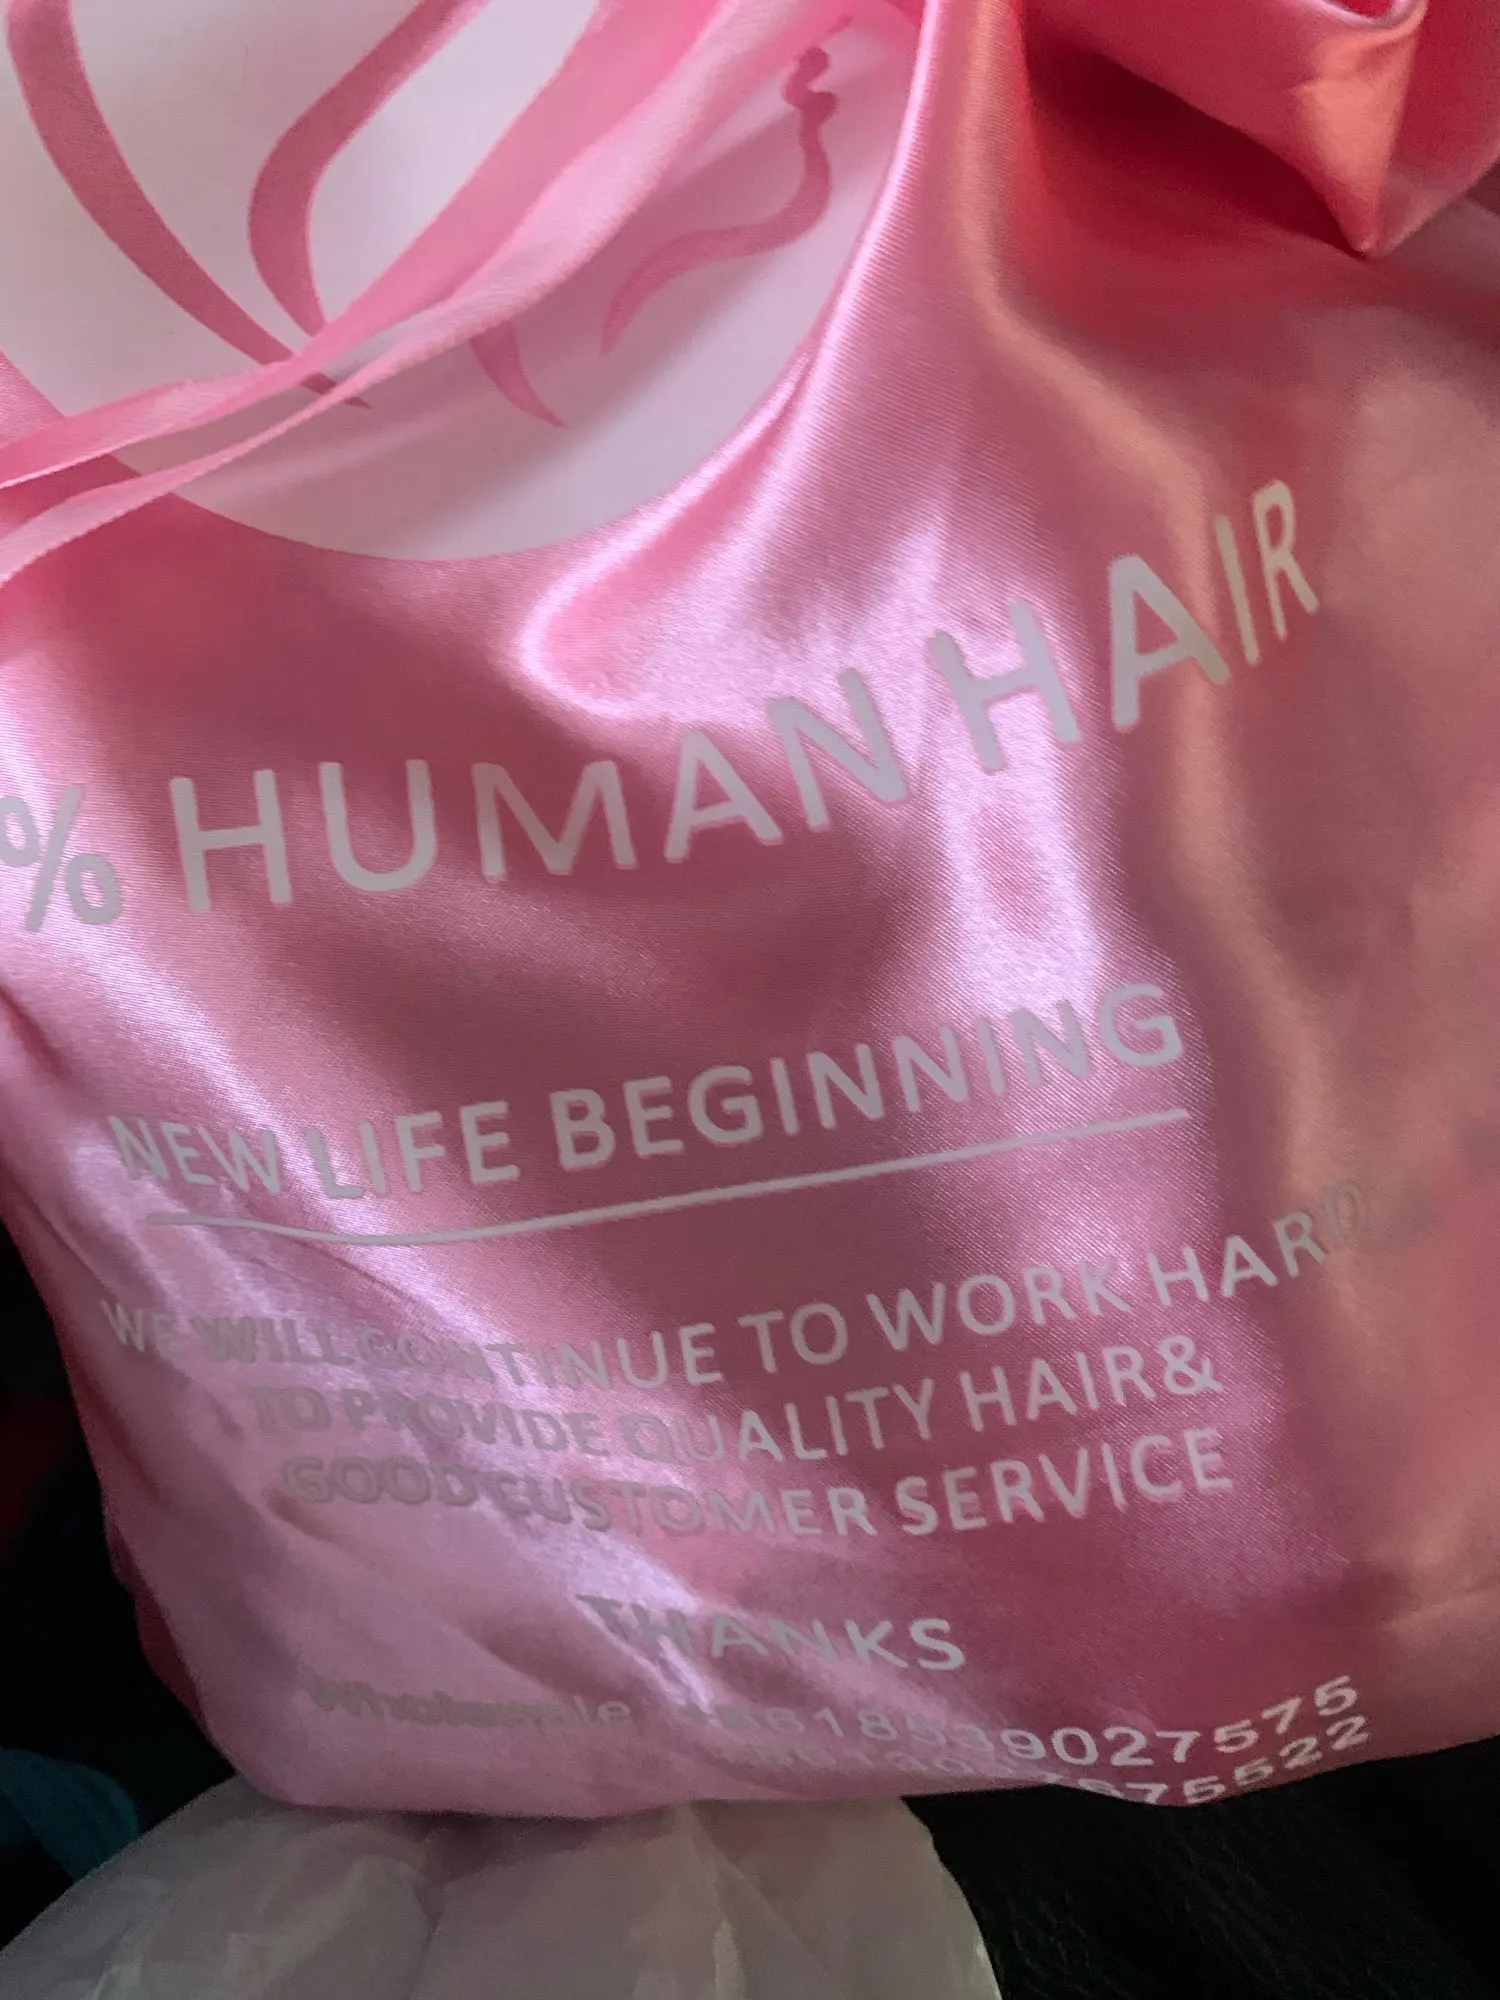 % HUMAN HAIR
NEW LIFE BEGINNING
WE WILL CONTINUE TO WORK HARD
TO PROVIDE QUALITY HAIR&
GOOD CUSTOMER SERVICE
THANKS
Wholesale